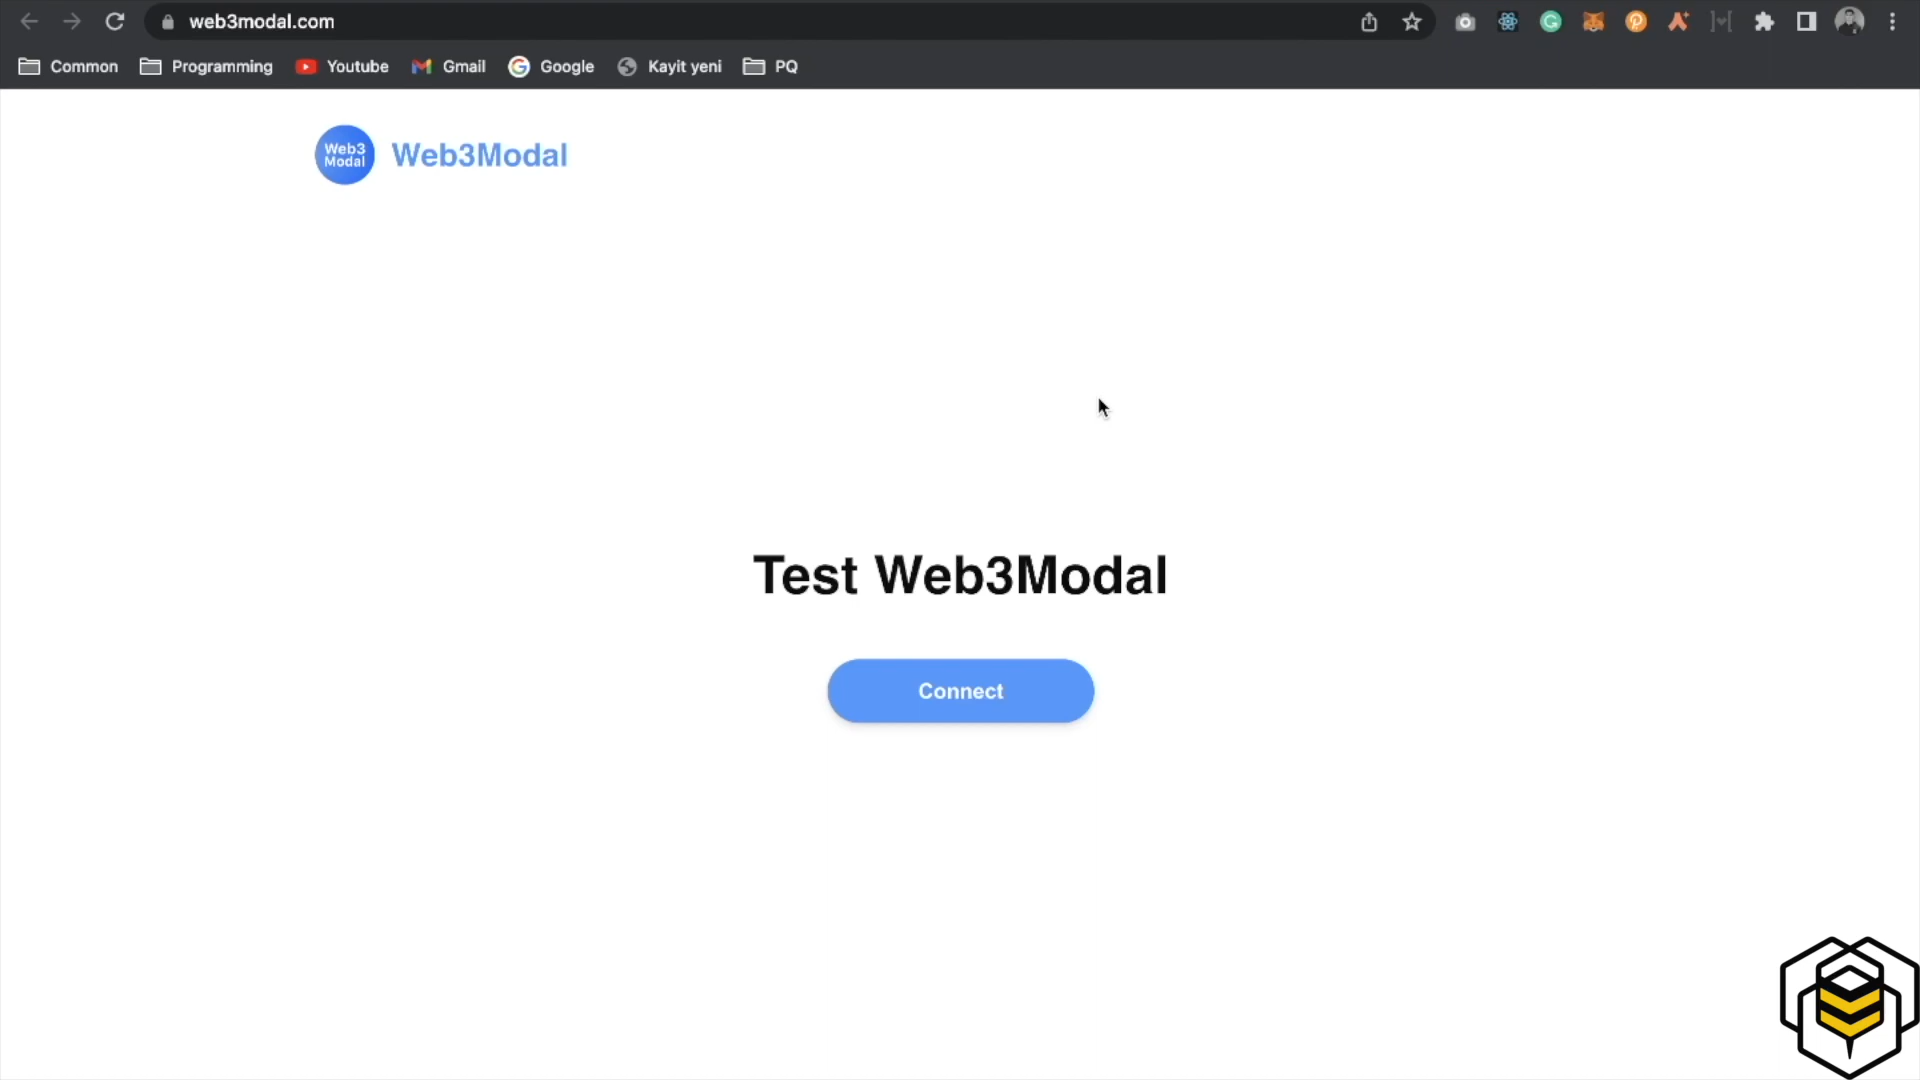 web3modal.com
Common Programming Youtube Gmail Google Kayit yeni PQ
Web3 Modal Web3Modal
Test Web3Modal
Connect